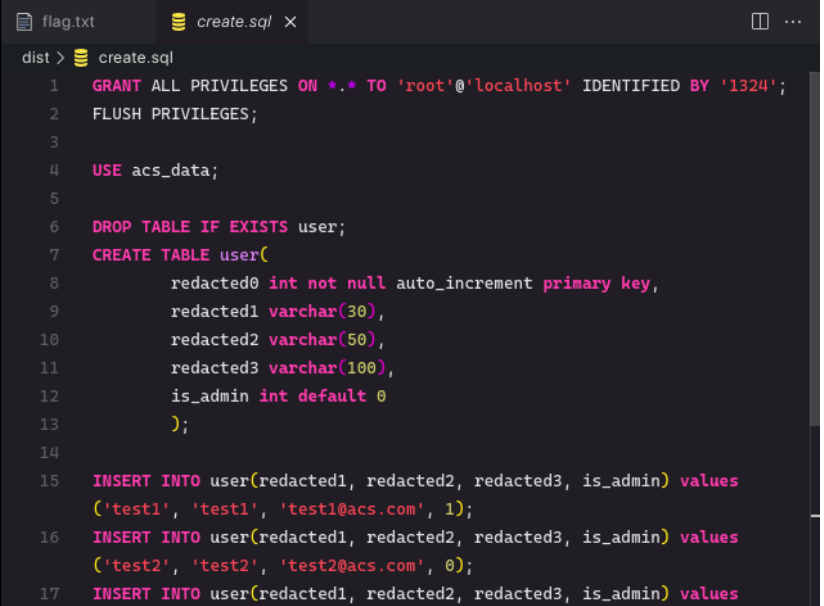 flag.txt create.sql
dist > create.sql
1 GRANT ALL PRIVILEGES ON *.* TO 'root'@'localhost' IDENTIFIED BY '1324';
2 FLUSH PRIVILEGES;
3
4 USE acs_data;
5
6 DROP TABLE IF EXISTS user;
7 CREATE TABLE user(
8 redacted0 int not null auto_increment primary key,
9 redacted1 varchar(30),
10 redacted2 varchar(50),
11 redacted3 varchar(100),
12 is_admin int default 0
13 );
14
15 INSERT INTO user(redacted1, redacted2, redacted3, is_admin) values
('test1', 'test1', 'test1@acs.com', 1);
16 INSERT INTO user(redacted1, redacted2, redacted3, is_admin) values
('test2', 'test2', 'test2@acs.com', 0);
17 INSERT INTO user(redacted1, redacted2, redacted3, is_admin) values